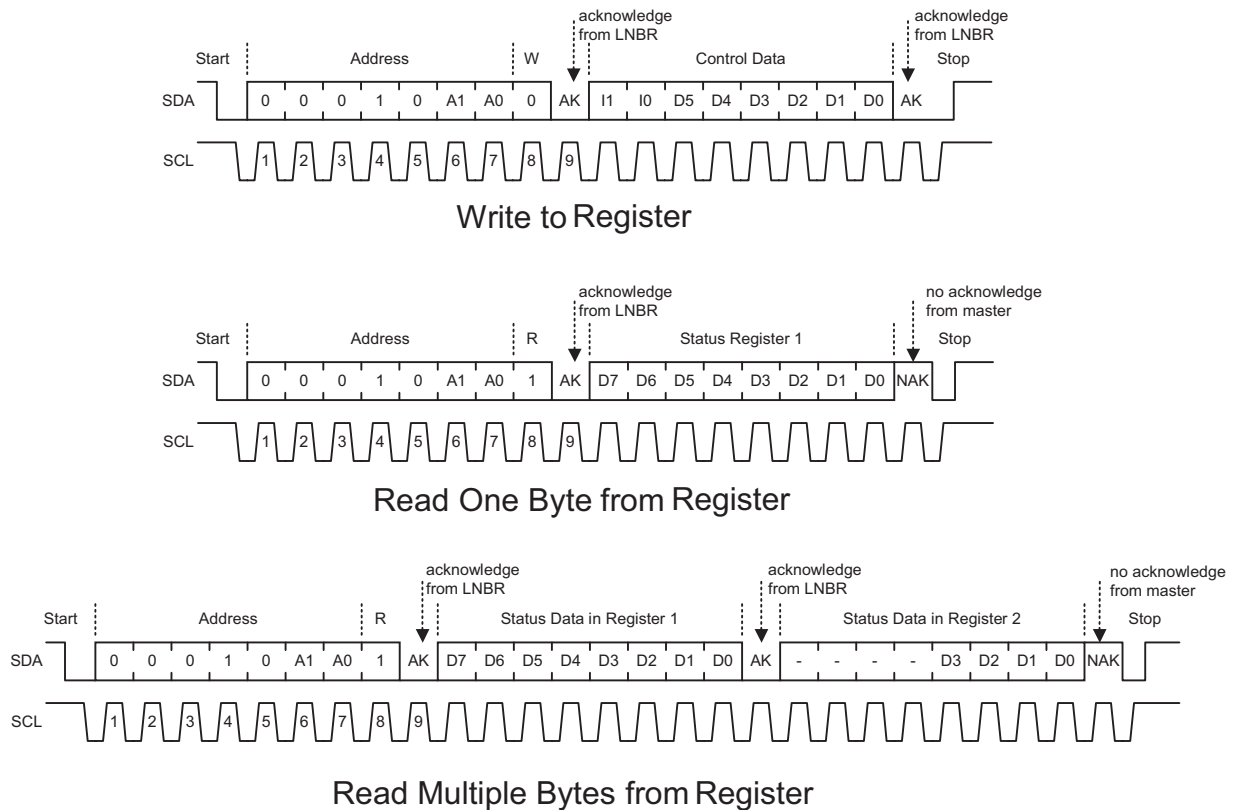 acknowledge
from LNBR
acknowledge
from LNBR
Start Address W Control Data Stop
SDA 0 0 0 1 0 A1 A0 0 AK I1 I0 D5 D4 D3 D2 D1 D0 AK
SCL 1 2 3 4 5 6 7 8 9
Write to Register
acknowledge
from LNBR
no acknowledge
from master
Start Address R Status Register 1 Stop
SDA 0 0 0 1 0 A1 A0 1 AK D7 D6 D5 D4 D3 D2 D1 D0 NAK
SCL 1 2 3 4 5 6 7 8 9
Read One Byte from Register
acknowledge
from LNBR
acknowledge
from LNBR
no acknowledge
from master
Start Address R Status Data in Register 1 Status Data in Register 2 Stop
SDA 0 0 0 1 0 A1 A0 1 AK D7 D6 D5 D4 D3 D2 D1 D0 AK - - - - D3 D2 D1 D0 NAK
SCL 1 2 3 4 5 6 7 8 9
Read Multiple Bytes from Register